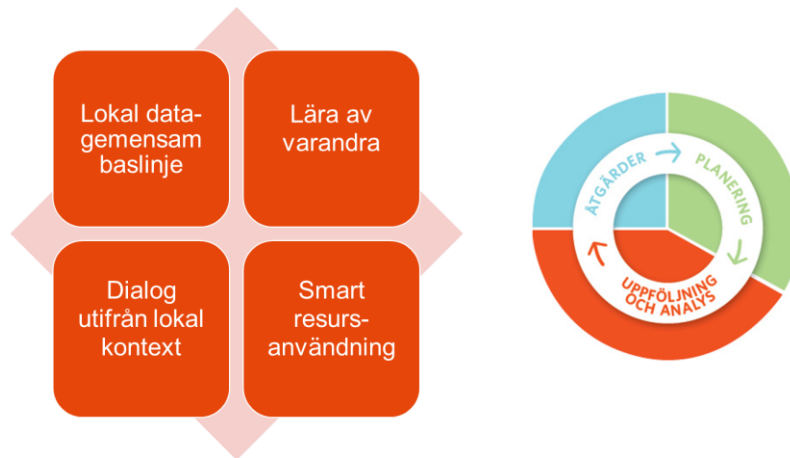 Lokal data-
gemensam
baslinje
Lära av
varandra
Dialog
utifrån lokal
kontext
Smart
resurs-
användning
ÅTGÄRDER
PLANERING
UPPFÖLJNING
OCH ANALYS